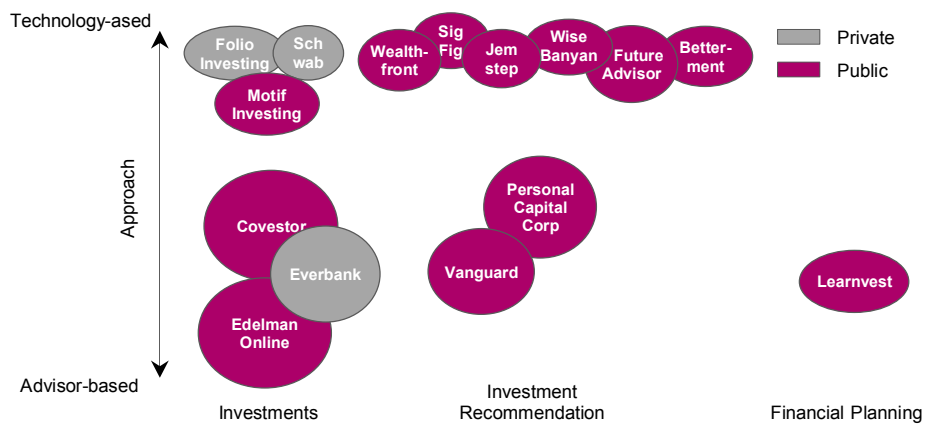 Technology-ased
Folio
Investing
Sch
wab
Motif
Investing
Wealth-
front
Sig
Fig
Jem
step
Wise
Banyan
Future
Advisor
Better-
ment
Private
Public
Approach
Covestor
Everbank
Edelman
Online
Personal
Capital
Corp
Vanguard
Learnvest
Advisor-based
Investments
Investment
Recommendation
Financial Planning